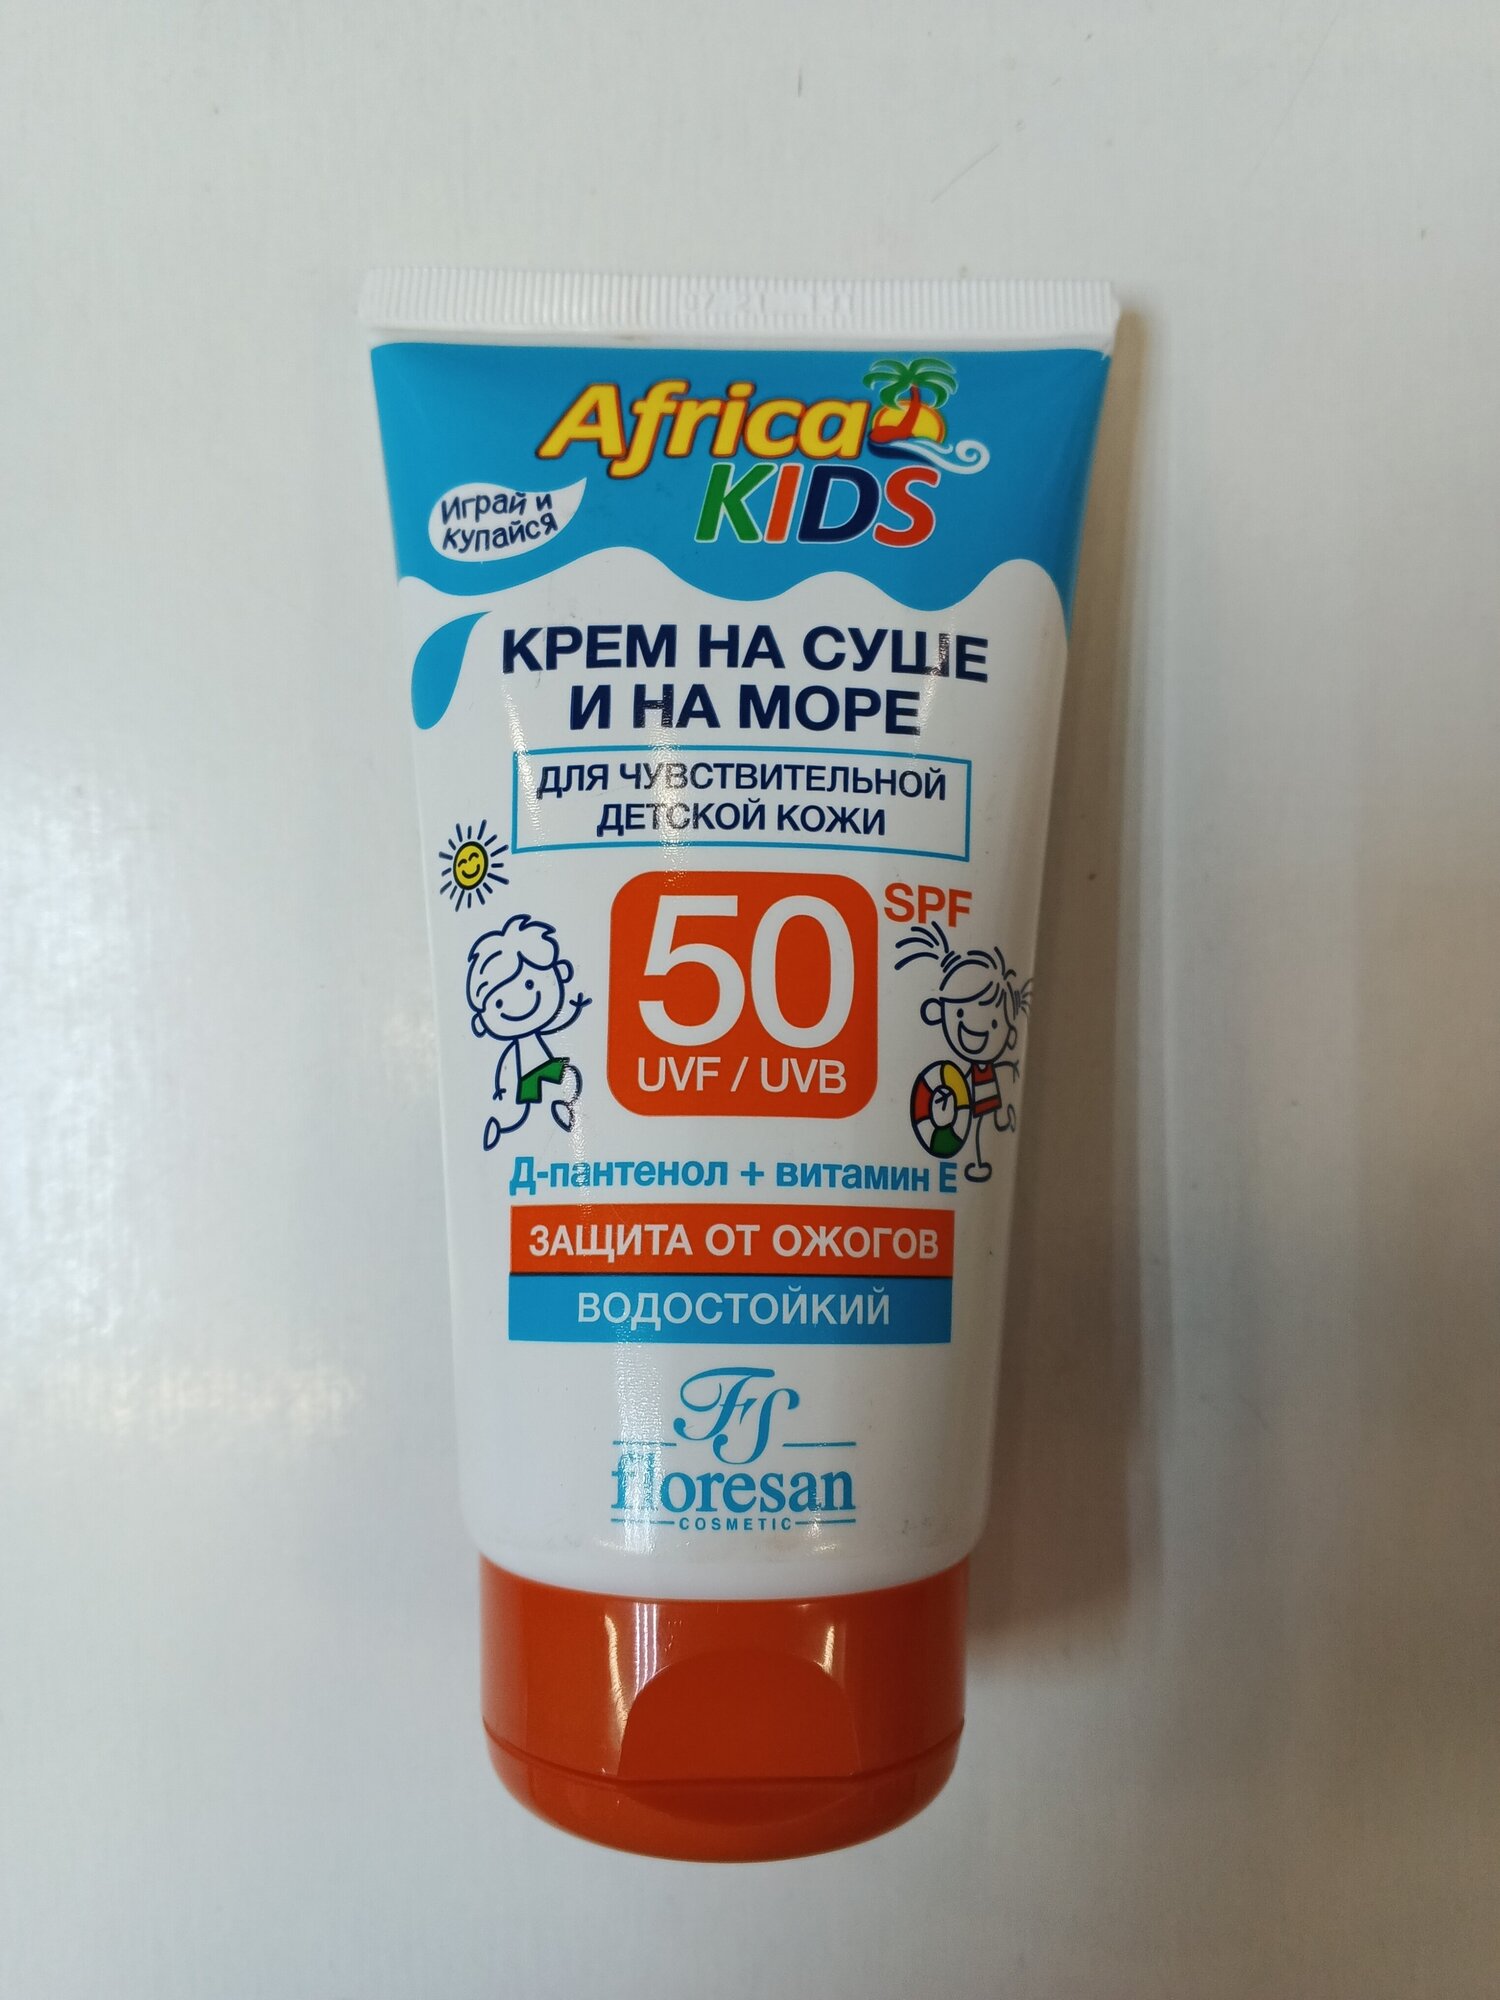 Africa
KIDS
Играй и
купайся
КРЕМ НА СУШЕ
И НА МОРЕ
ДЛЯ ЧУВСТВИТЕЛЬНОЙ
ДЕТСКОЙ КОЖИ
50 SPF
UVF / UVB
Д-пантенол + витамин Е
ЗАЩИТА ОТ ОЖОГОВ
ВОДОСТОЙКИЙ
FS
floresan
COSMETIC